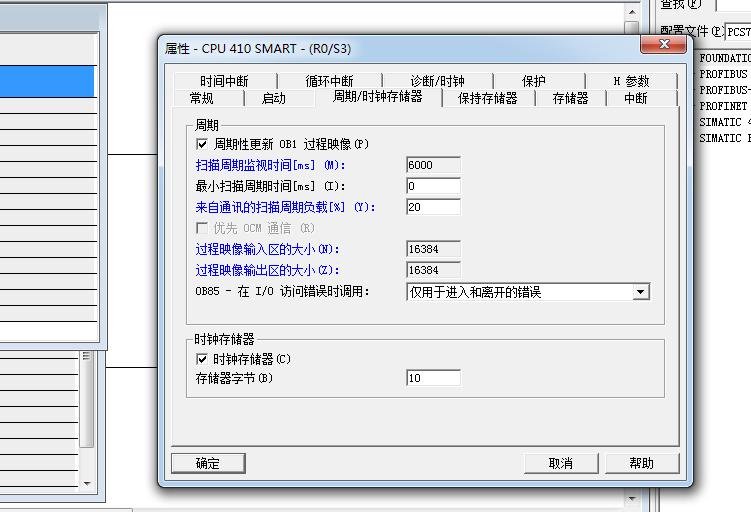 查找(F)
配置文件(P) PCS7
属性 - CPU 410 SMART - (R0/S3)
FOUNDATIO
PROFIBUS
PROFIBUS-
PROFINET
SIMATIC 4
SIMATIC
时间中断 循环中断 诊断/时钟 保护 H 参数
常规 启动 周期/时钟存储器 保持存储器 存储器 中断
周期
周期性更新 OB1 过程映像(P)
扫描周期监视时间[ms] (M): 6000
最小扫描周期时间[ms] (I): 0
来自通讯的扫描周期负载[%] (Y): 20
优先 OCM 通信 (R)
过程映像输入区的大小(N): 16384
过程映像输出区的大小(Z): 16384
OB85 - 在 I/O 访问错误时调用: 仅用于进入和离开的错误
时钟存储器
时钟存储器(C)
存储器字节(B) 10
确定 取消 帮助